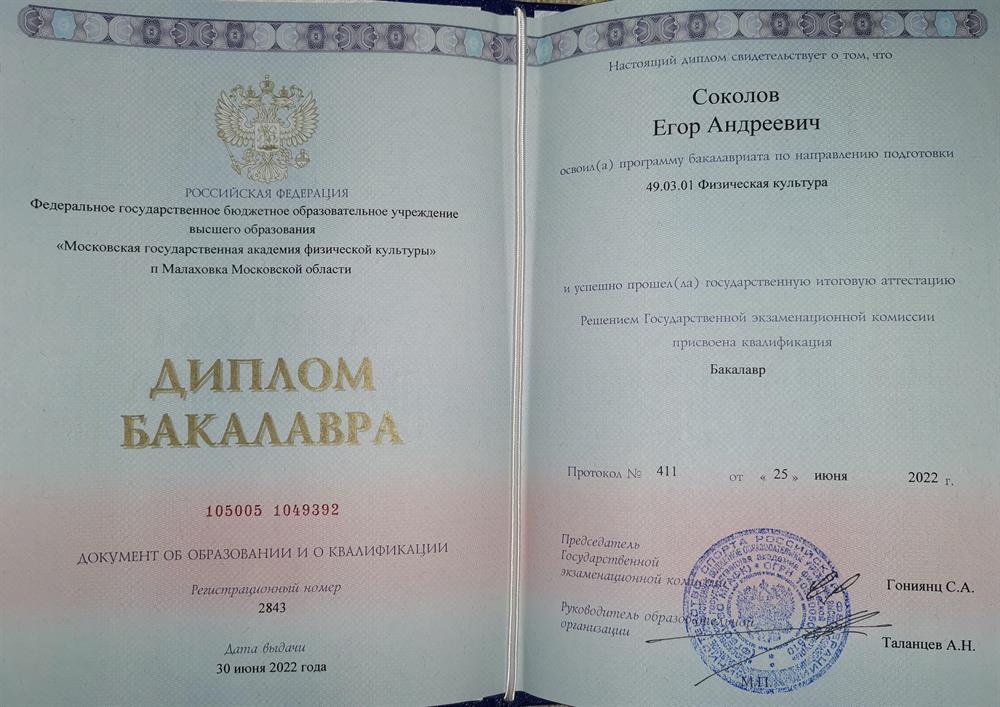 РОССИЙСКАЯ ФЕДЕРАЦИЯ
Федеральное государственное бюджетное образовательное учреждение
высшего образования
«Московская государственная академия физической культуры»
п Малаховка Московской области
ДИПЛОМ
БАКАЛАВРА
105005 1049392
ДОКУМЕНТ ОБ ОБРАЗОВАНИИ И О КВАЛИФИКАЦИИ
Регистрационный номер
2843
Дата выдачи
30 июня 2022 года
Настоящий диплом свидетельствует о том, что
Соколов
Егор Андреевич
освоил(а) программу бакалавриата по направлению подготовки
49.03.01 Физическая культура
и успешно прошел(ла) государственную итоговую аттестацию
Решением Государственной экзаменационной комиссии
присвоена квалификация
Бакалавр
Протокол № 411 от « 25 » июня 2022 г.
Председатель
Государственной
экзаменационной комиссии
Гониянц С.А.
Руководитель образовательной
организации
Таланцев А.Н.
М.П.